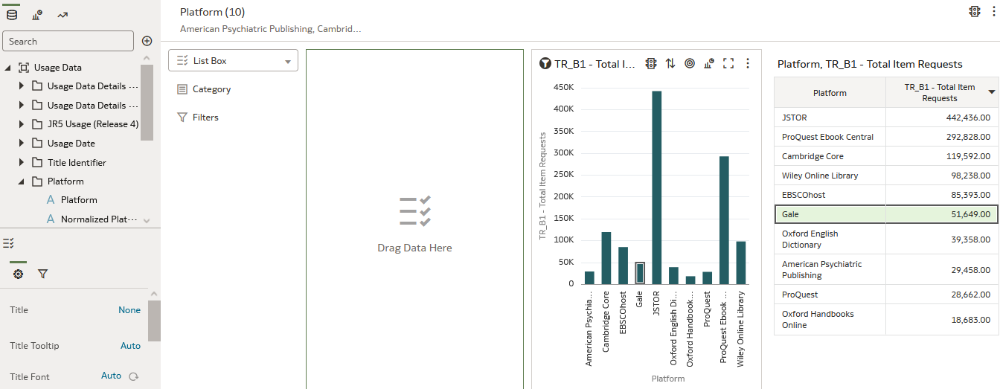 Platform (10)
American Psychiatric Publishing, Cambrid...
Search
Usage Data
Usage Data Details ...
Usage Data Details ...
JR5 Usage (Release 4)
Usage Date
Title Identifier
Platform
A Platform
A Normalized Plat...
Title None
Title Tooltip Auto
Title Font Auto
List Box
Category
Filters
Drag Data Here
TR_B1 - Total I...
TR_B1 - Total Item Requests
450K
400K
350K
300K
250K
200K
150K
100K
50K
0
American Psychia...
Cambridge Core
EBSCOhost
Gale
JSTOR
Oxford English Di...
Oxford Handbook...
ProQuest
ProQuest Ebook ...
Wiley Online Library
Platform
Platform, TR_B1 - Total Item Requests
Platform
TR_B1 - Total Item
Requests
JSTOR 442,436.00
ProQuest Ebook Central 292,828.00
Cambridge Core 119,592.00
Wiley Online Library 98,238.00
EBSCOhost 85,393.00
Gale 51,649.00
Oxford English
Dictionary 39,358.00
American Psychiatric
Publishing 29,458.00
ProQuest 28,662.00
Oxford Handbooks
Online 18,683.00